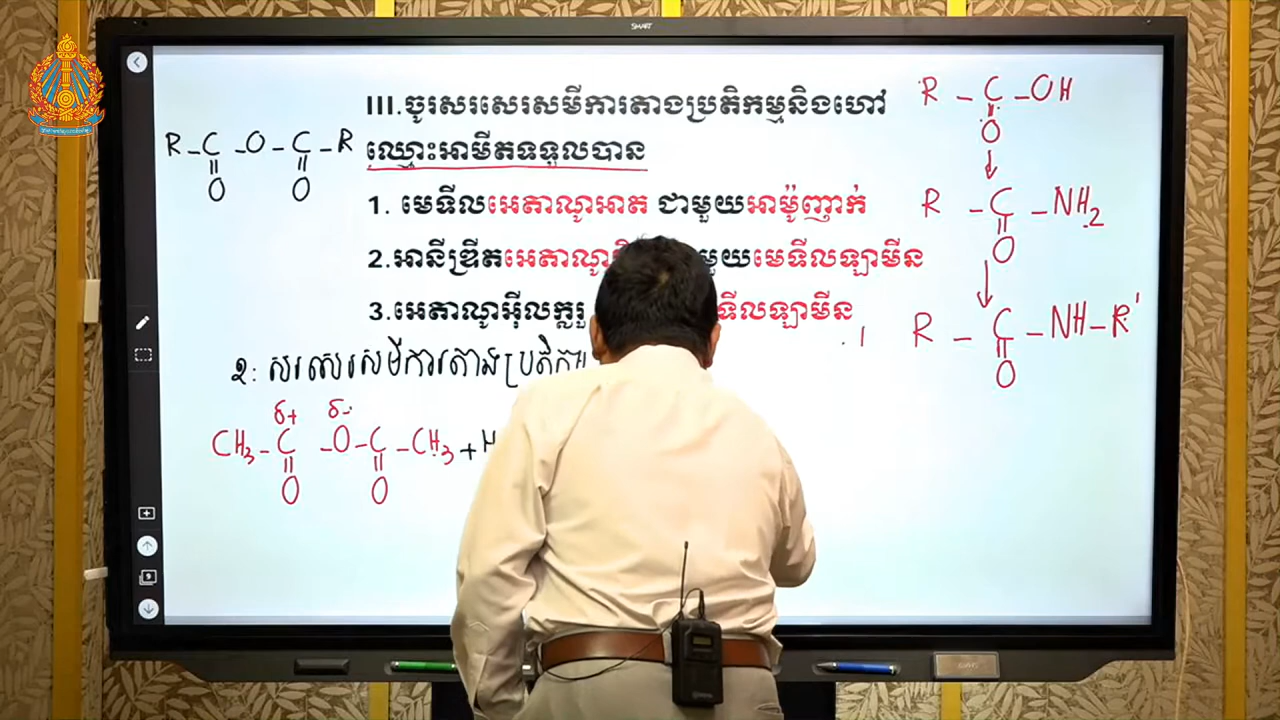 SMART
III.ចូរសរសេរសមីការតាងប្រតិកម្មនិងហៅ
ឈ្មោះអាមីតទទួលបាន
1. មេទីលអេតាណូអាត ជាមួយអាម៉ូញាក់
2.អានីឌ្រីតអេតាណូ មេទីលឡាមីន
3.អេតាណូអ៊ីលក្លរួ ទីលឡាមីន
R - C - O - C - R
O O
R - C - OH
O
R - C - NH2
O
R - C - NH - R'
O
2: សរសេរសមីការតាងប្រតិក
δ+ δ-
CH3 - C - O - C - CH3 + H
O O